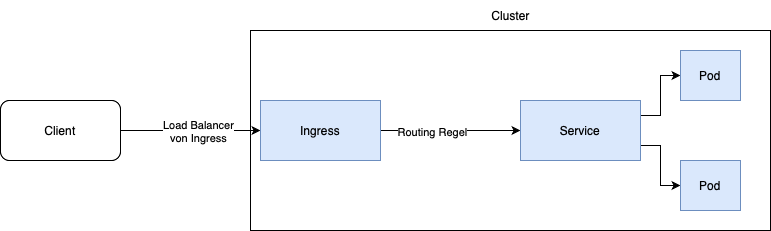 Cluster
Client
Load Balancer
von Ingress
Ingress
Routing Regel
Service
Pod
Pod